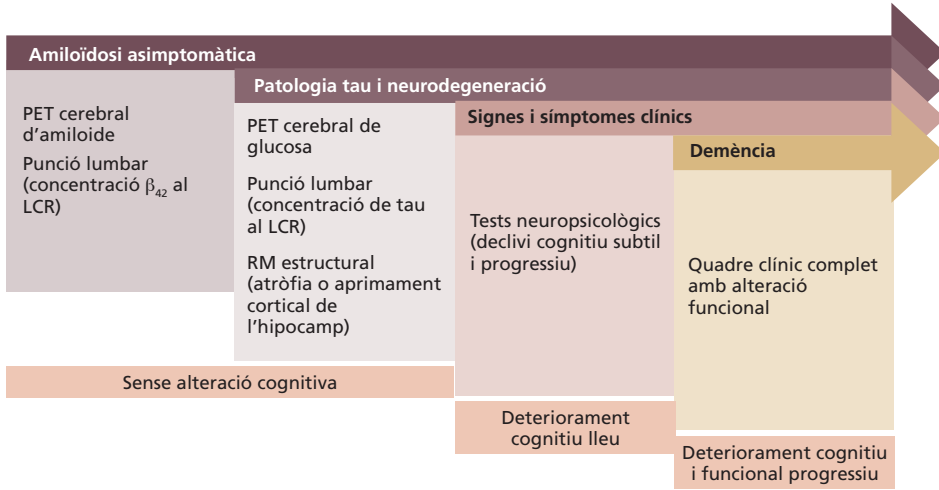 Amiloïdosi asimptomàtica
Patologia tau i neurodegeneració
Signes i símptomes clínics
Demència
PET cerebral
d'amiloide
Punció lumbar
(concentració β₄₂ al
LCR)
PET cerebral de
glucosa
Punció lumbar
(concentració de tau
al LCR)
RM estructural
(atròfia o aprimament
cortical de
l'hipocamp)
Tests neuropsicològics
(declivi cognitiu subtil
i progressiu)
Quadre clínic complet
amb alteració
funcional
Sense alteració cognitiva
Deteriorament
cognitiu lleu
Deteriorament cognitiu
i funcional progressiu